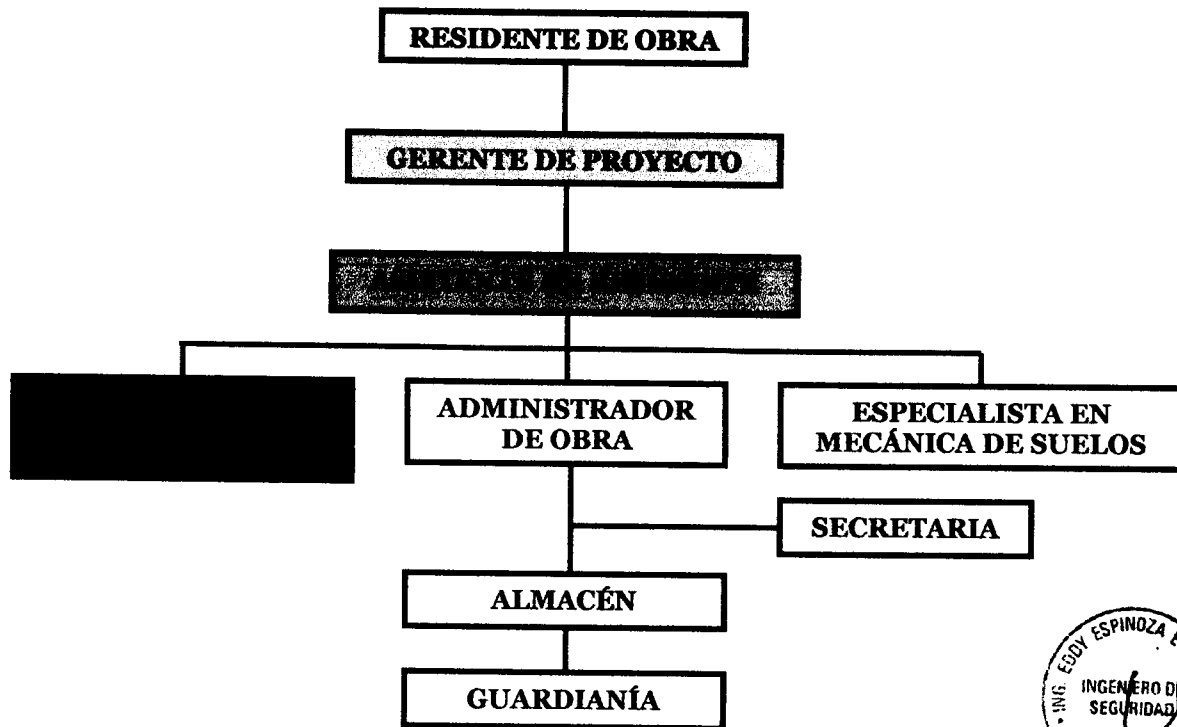 RESIDENTE DE OBRA
GERENTE DE PROYECTO
ADMINISTRADOR
DE OBRA
ESPECIALISTA EN
MECÁNICA DE SUELOS
SECRETARIA
ALMACÉN
GUARDIANÍA
ING. EDDY ESPINOZA
INGENIERO DE
SEGURIDAD